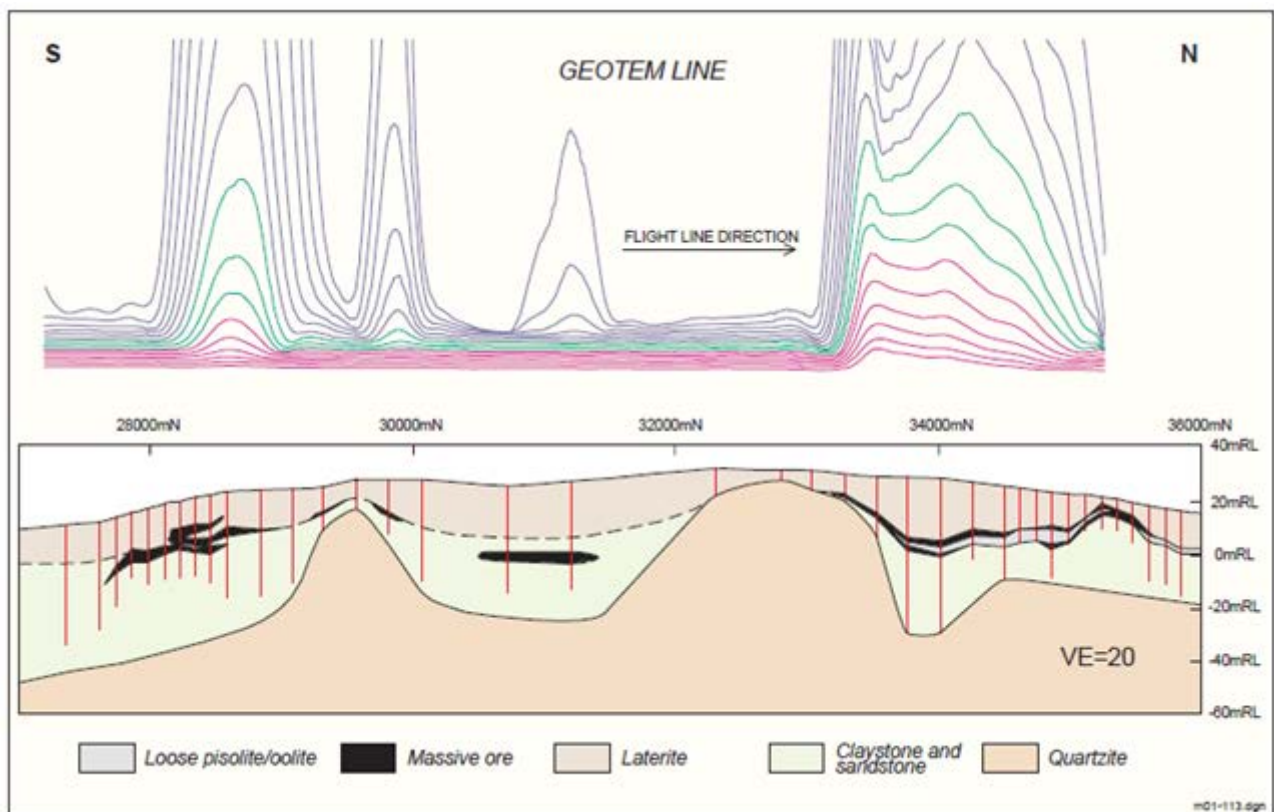 S
GEOTEM LINE
N
FLIGHT LINE DIRECTION
28000mN 30000mN 32000mN 34000mN 36000mN
40mRL
20mRL
0mRL
-20mRL
-40mRL
-60mRL
VE=20
Loose pisolite/oolite Massive ore Laterite Claystone and sandstone Quartzite
m01-113.dgn